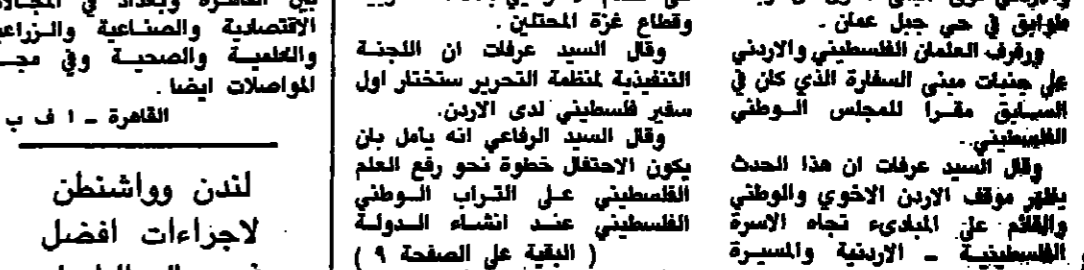 طوابق في حي جبل عمان .
ورفرف العلمان الفلسطيني والاردني
على جنبات مبنى السفارة الذي كان في
السابق مقرا للمجلس الوطني
الفلسطيني .
وقال السيد عرفات ان هذا الحدث
يظهر موقف الاردن الاخوي والوطني
والقائم على المبادىء تجاه الاسرة
الفلسطينية ـ الاردنية والمسيرة
وقطاع غزة المحتلين .
وقال السيد عرفات ان اللجنة
التنفيذية لمنظمة التحرير ستختار اول
سفير فلسطيني لدى الاردن.
وقال السيد الرفاعي انه يأمل بان
يكون الاحتفال خطوة نحو رفع العلم
الفلسطيني على التراب الوطني
الفلسطيني عند انشاء الدولة
( البقية على الصفحة ٩ )
بين القاهرة وبغداد في المجالات
الاقتصادية والصناعية والزراعية
والعلمية والصحية وفي مجـ
المواصلات ايضا .
القاهرة ـ ا ف ب
لندن وواشنطن
لاجراءات افضل